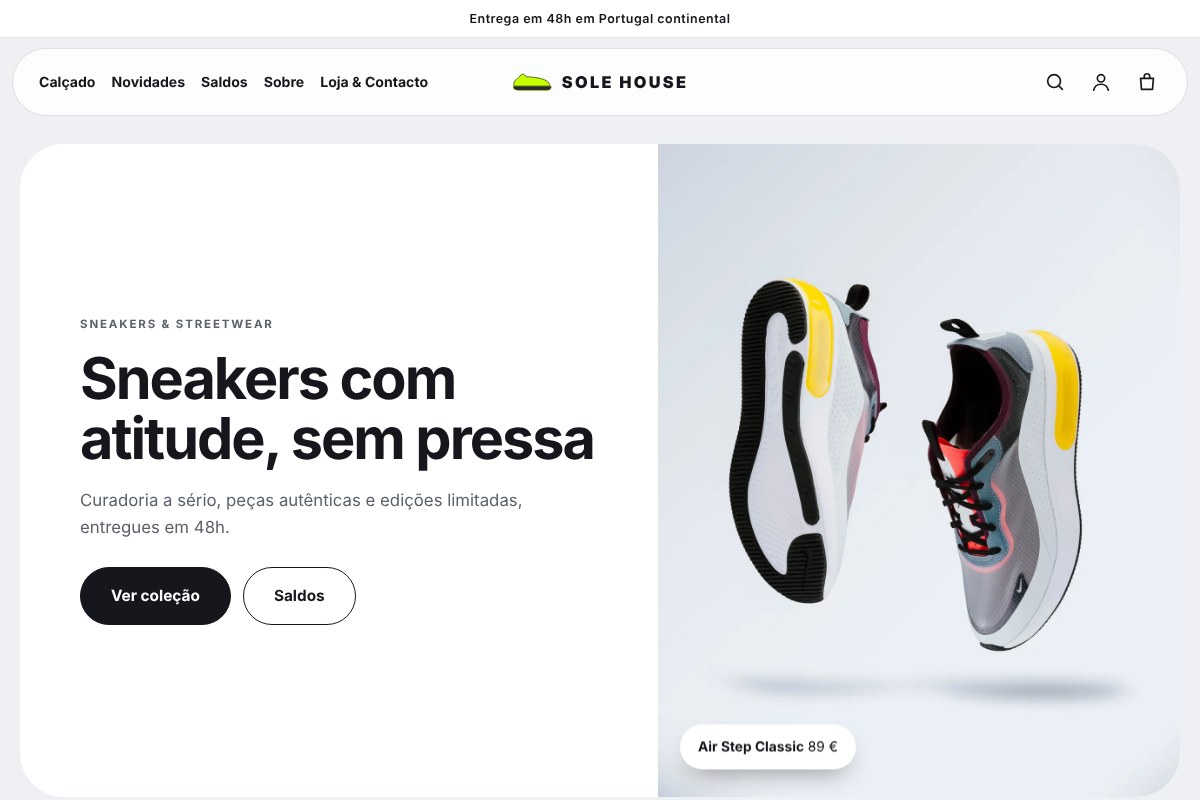 Entrega em 48h em Portugal continental
Calçado Novidades Saldos Sobre Loja & Contacto SOLE HOUSE
SNEAKERS & STREETWEAR
Sneakers com
atitude, sem pressa
Curadoria a sério, peças autênticas e edições limitadas,
entregues em 48h.
Ver coleção Saldos
Air Step Classic 89 €